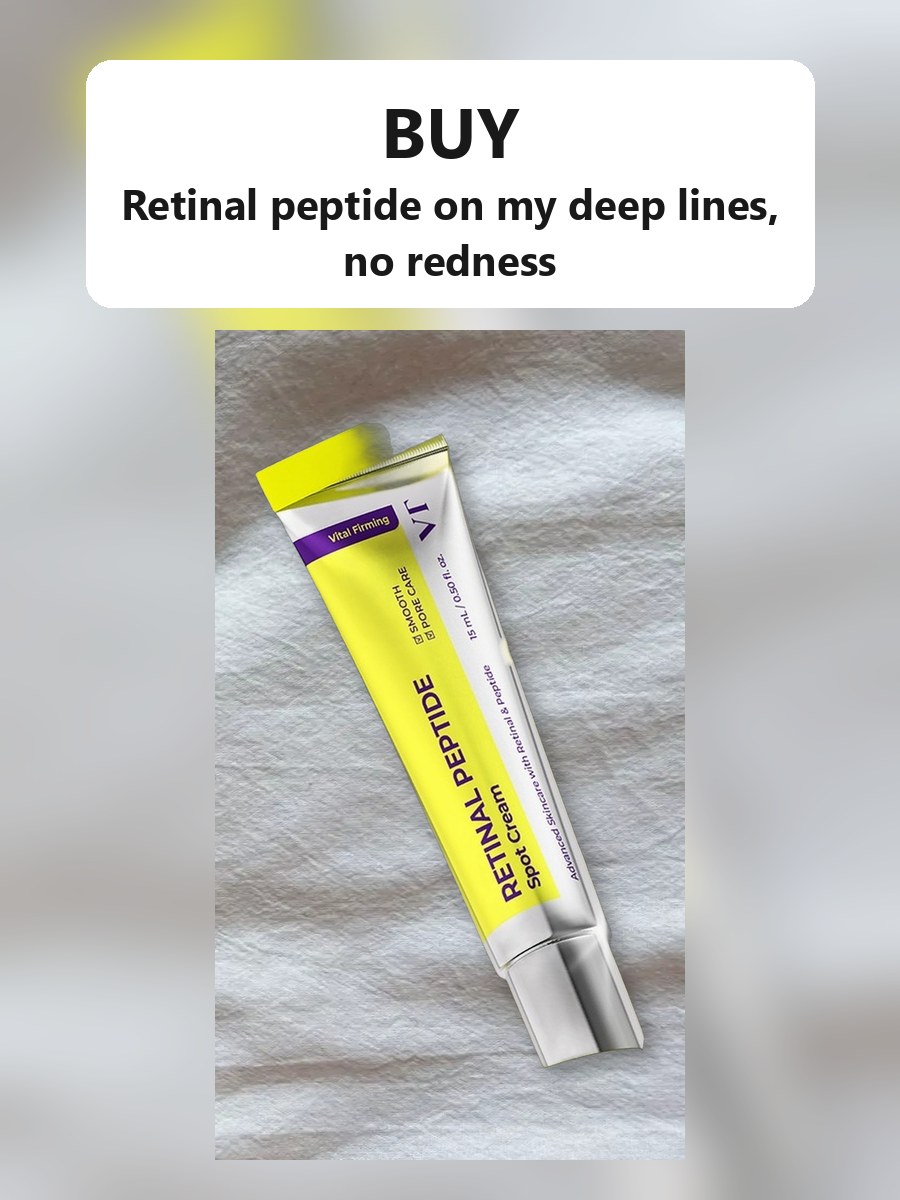 BUY
Retinal peptide on my deep lines,
no redness
Vital Firming
VT
☑ SMOOTH
☑ PORE CARE
15 mL / 0.50 fl. oz.
RETINAL PEPTIDE
Spot Cream
Advanced Skincare with Retinal & Peptide